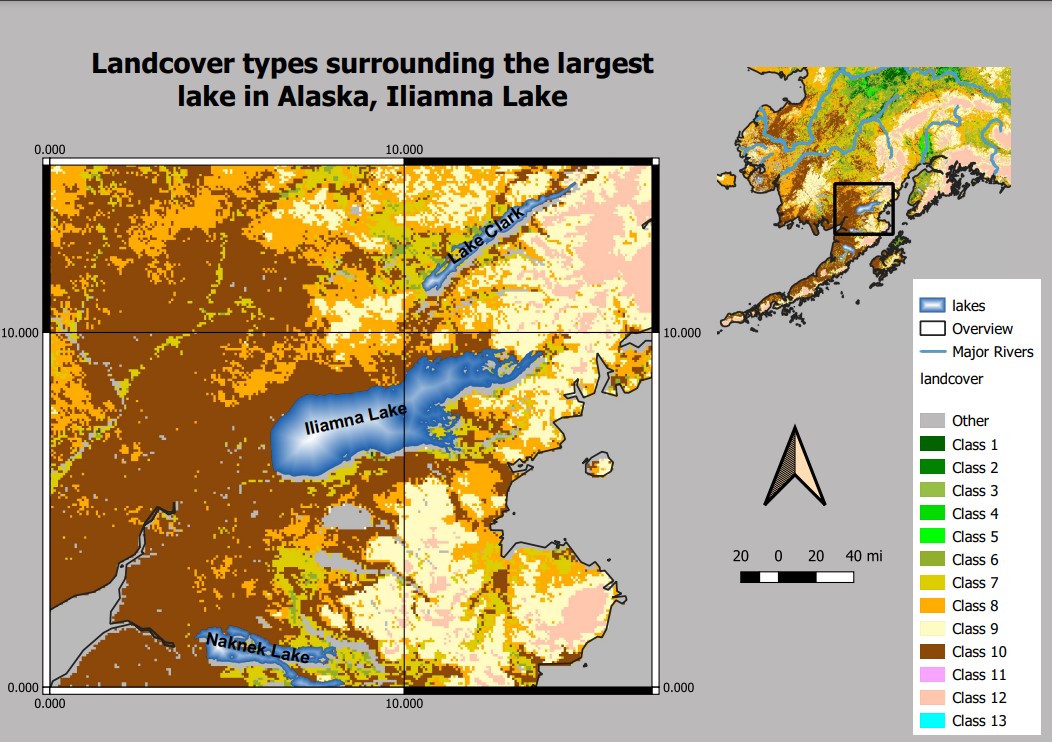 Landcover types surrounding the largest
lake in Alaska, Iliamna Lake
0.000
10.000
Lake Clark
10.000
10.000
Iliamna Lake
Naknek Lake
0.000
0.000
0.000
10.000
lakes
Overview
Major Rivers
landcover
Other
Class 1
Class 2
Class 3
Class 4
Class 5
Class 6
Class 7
Class 8
Class 9
Class 10
Class 11
Class 12
Class 13
20 0 20 40 mi